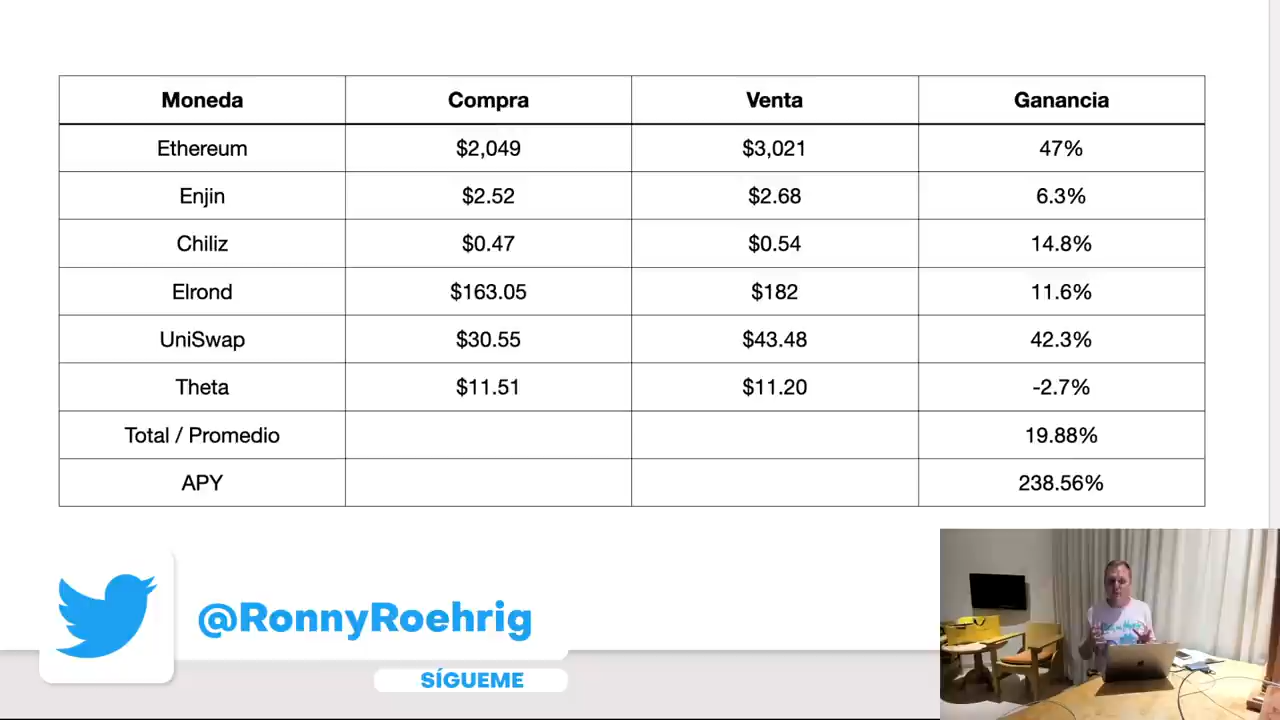 Moneda Compra Venta Ganancia
Ethereum $2,049 $3,021 47%
Enjin $2.52 $2.68 6.3%
Chiliz $0.47 $0.54 14.8%
Elrond $163.05 $182 11.6%
UniSwap $30.55 $43.48 42.3%
Theta $11.51 $11.20 -2.7%
Total / Promedio 19.88%
APY 238.56%
@RonnyRoehrig
SÍGUEME